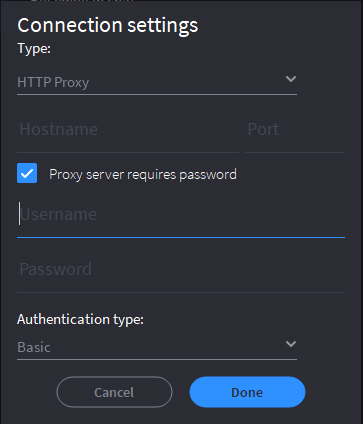 Connection settings
Type:
HTTP Proxy
Hostname Port
Proxy server requires password
Username
Password
Authentication type:
Basic
Cancel Done